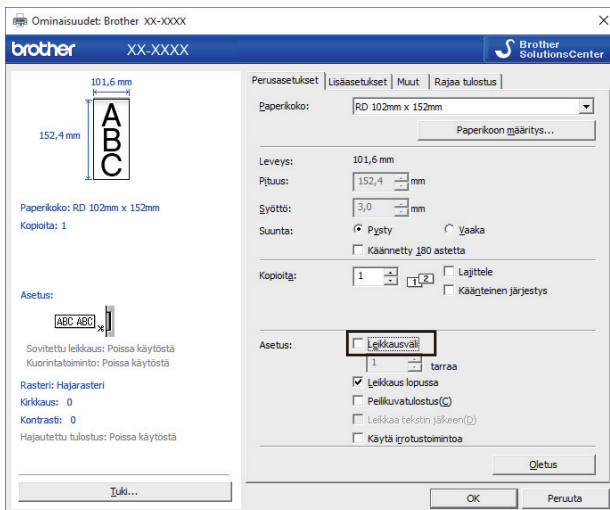 Ominaisuudet: Brother XX-XXXX
brother XX-XXXX Brother SolutionsCenter
101,6 mm
152,4 mm
A
B
C
Paperikoko: RD 102mm x 152mm
Kopioita: 1
Asetus:
ABC ABC
Sovitettu leikkaus: Poissa käytöstä
Kuorintatoiminto: Poissa käytöstä
Rasteri: Hajarasteri
Kirkkaus: 0
Kontrasti: 0
Hajautettu tulostus: Poissa käytöstä
Tuki...
Perusasetukset Lisäasetukset Muut Rajaa tulostus
Paperikoko: RD 102mm x 152mm
Paperikoon määritys...
Leveys: 101,6 mm
Pituus: 152,4 mm
Syöttö: 3,0 mm
Suunta: Pysty Vaaka
Käännetty 180 astetta
Kopioita: 1 1 2 Lajittele
Käänteinen järjestys
Asetus: Leikkausväli
1 tarraa
Leikkaus lopussa
Peilikuvatulostus(C)
Leikkaa tekstin jälkeen(D)
Käytä irrotustoimintoa
Oletus
OK Peruuta